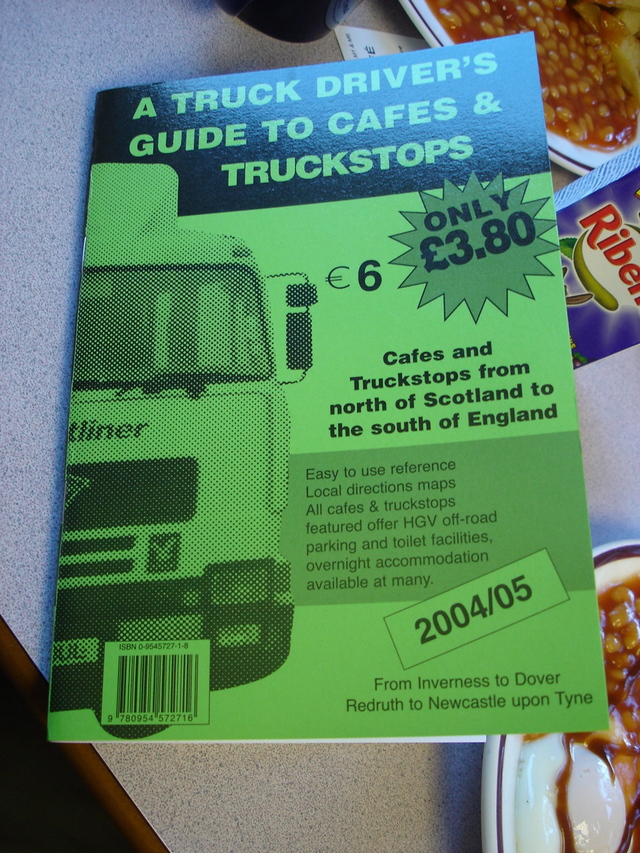 A TRUCK DRIVER'S
GUIDE TO CAFES &
TRUCKSTOPS
ONLY
£3.80
€6
Ribe
Cafes and
Truckstops from
north of Scotland to
the south of England
tliner
Easy to use reference
Local directions maps
All cafes & truckstops
featured offer HGV off-road
parking and toilet facilities,
overnight accommodation
available at many.
2004/05
ISBN 0-9545727-1-8
9 780954 572716
From Inverness to Dover
Redruth to Newcastle upon Tyne